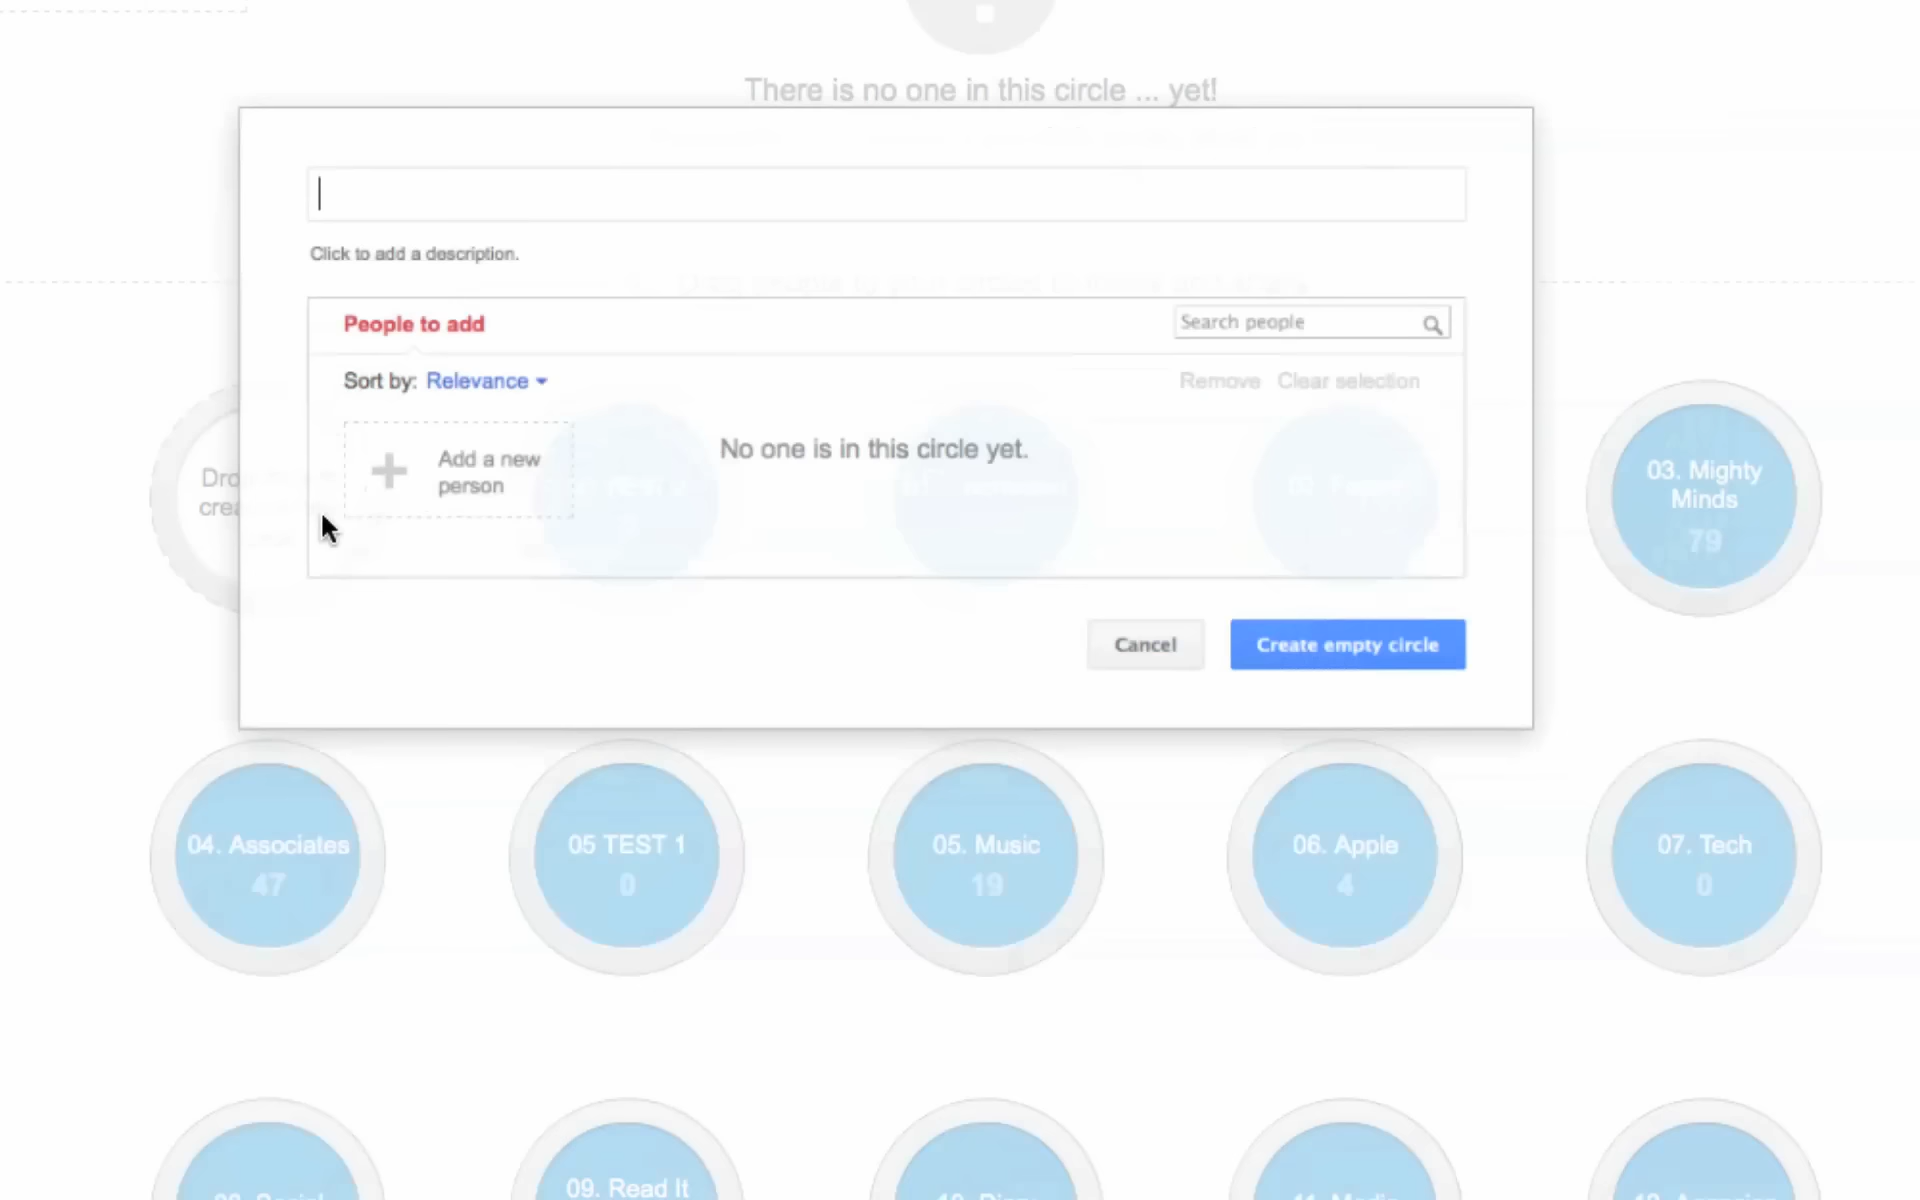 There is no one in this circle ... yet!
Click to add a description.
People to add
Search people
Sort by: Relevance
Remove Clear selection
Add a new
person
No one is in this circle yet.
03. Mighty
Minds
79
Cancel
Create empty circle
04. Associates
47
05 TEST 1
0
05. Music
19
06. Apple
4
07. Tech
0
09. Read It